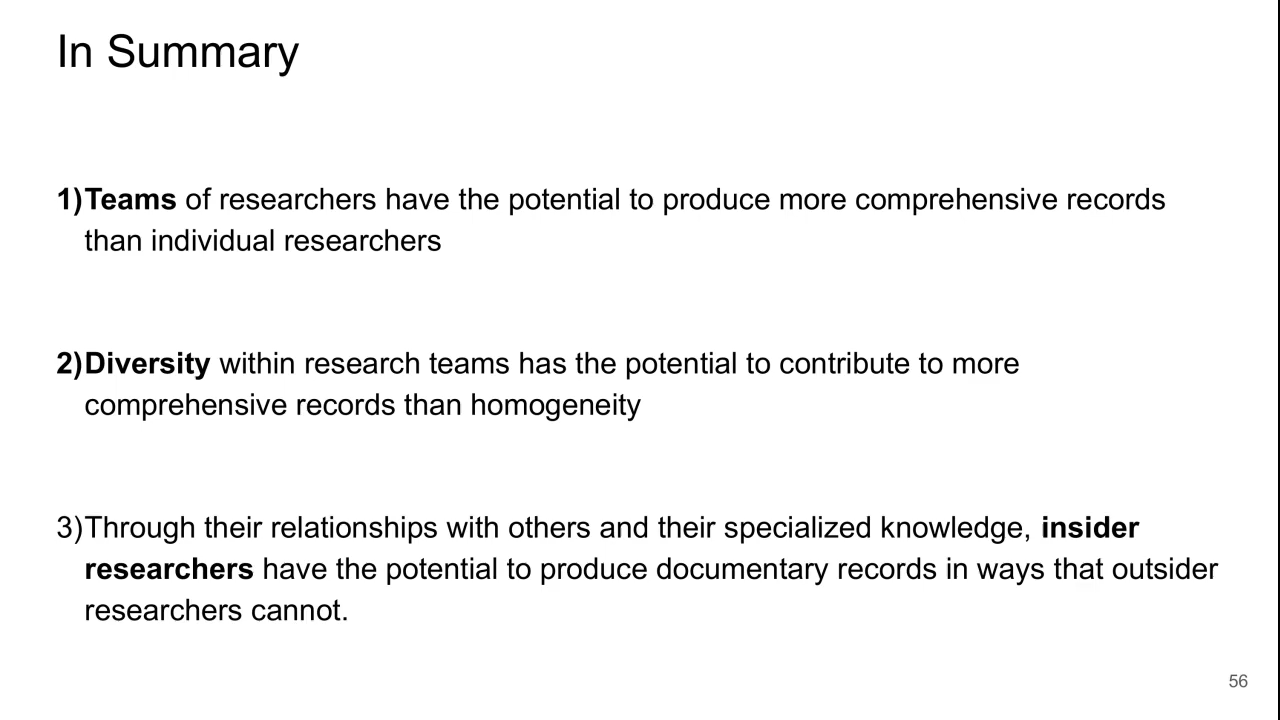 In Summary
1)Teams of researchers have the potential to produce more comprehensive records
than individual researchers
2)Diversity within research teams has the potential to contribute to more
comprehensive records than homogeneity
3)Through their relationships with others and their specialized knowledge, insider
researchers have the potential to produce documentary records in ways that outsider
researchers cannot.
56